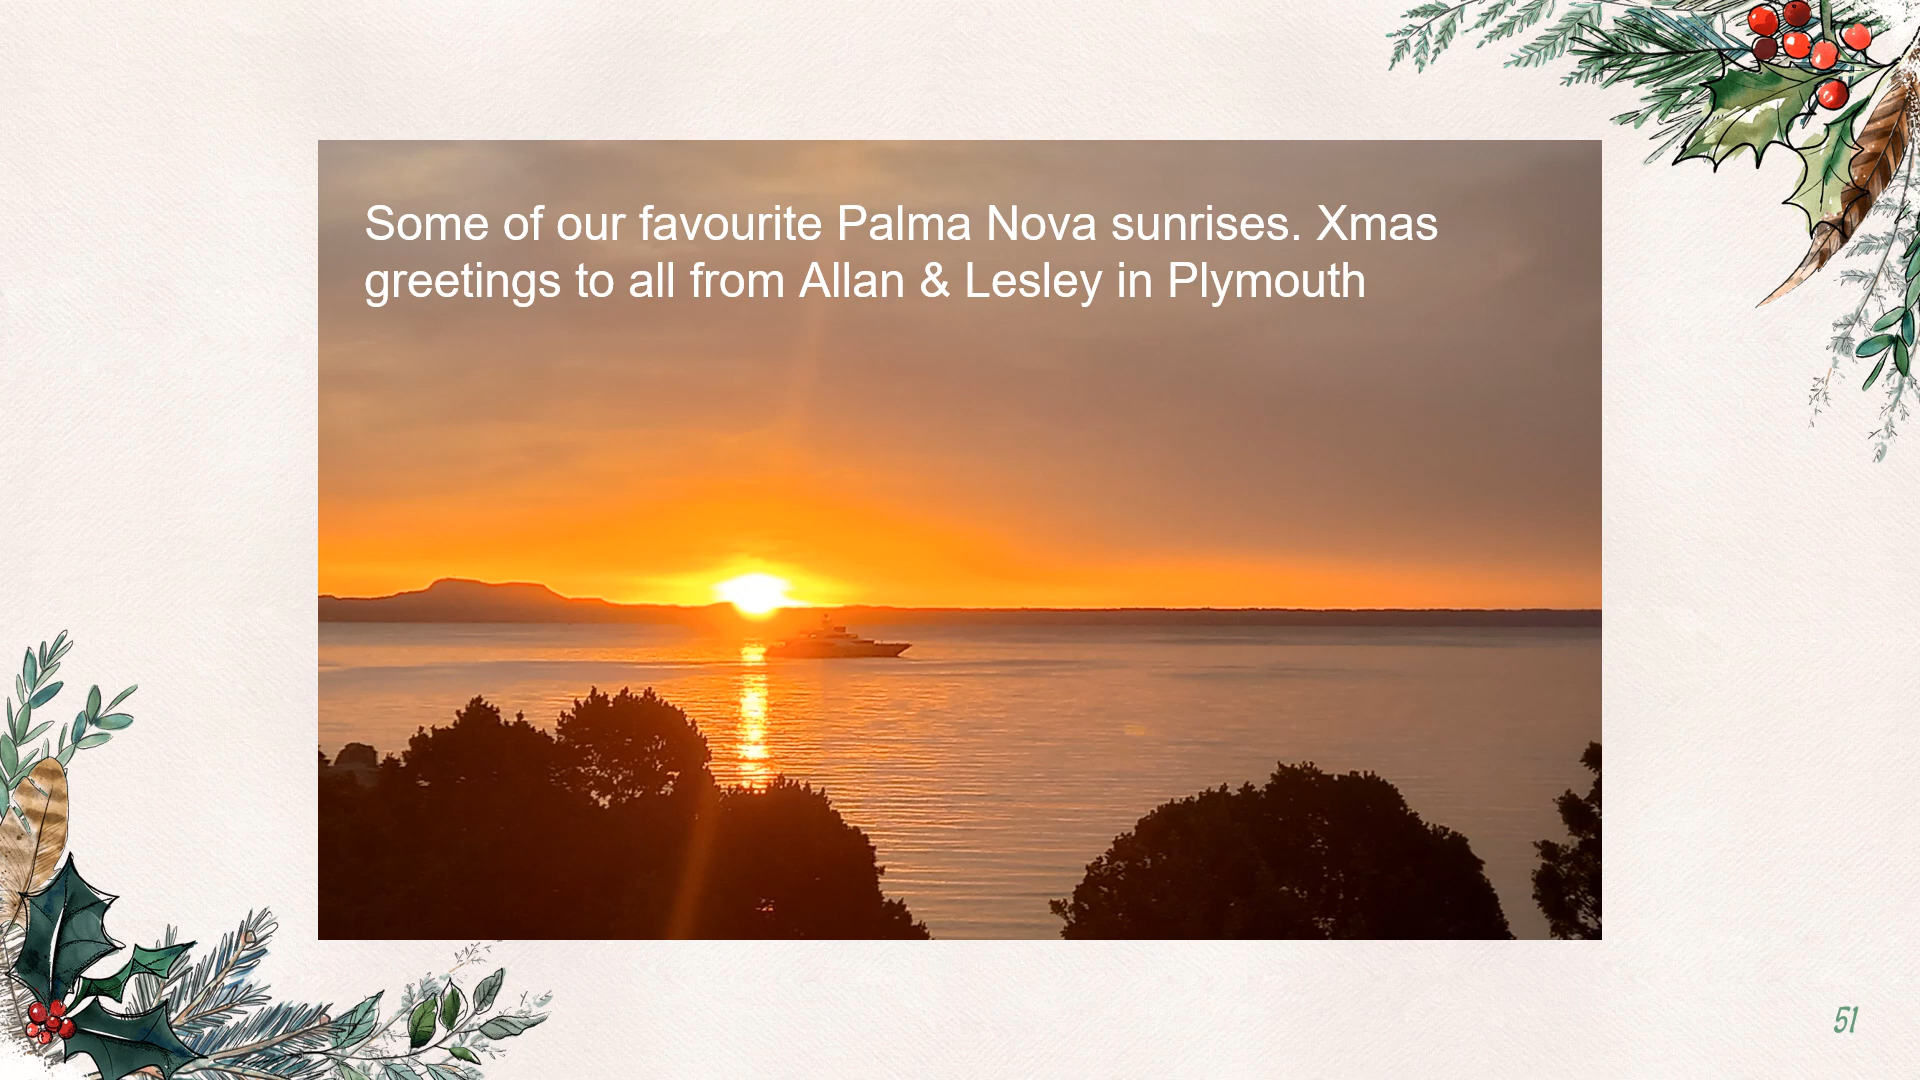 Some of our favourite Palma Nova sunrises. Xmas
greetings to all from Allan & Lesley in Plymouth
51